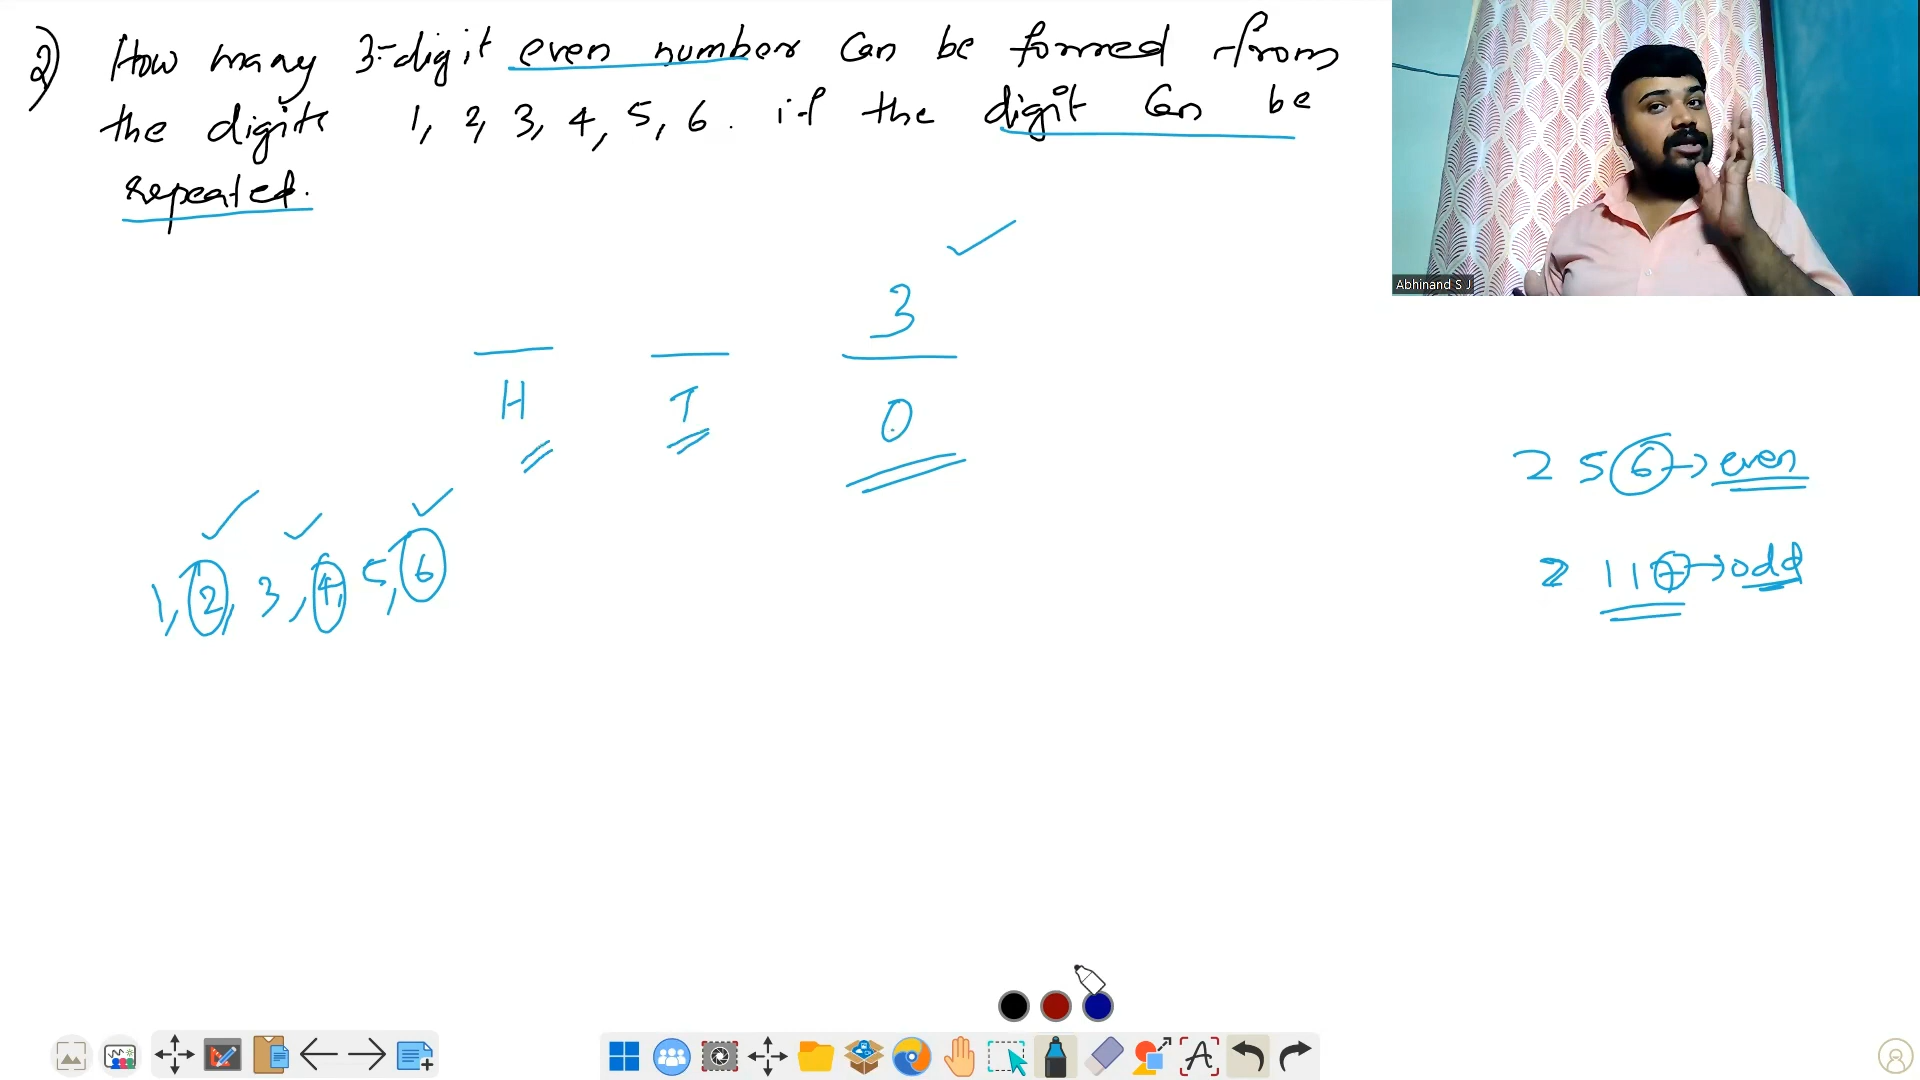 2) How many 3-digit even number can be formed from
the digits 1, 2, 3, 4, 5, 6. if the digit can be
repeated.
Abhinand S J
3
H T O
2 5 6 → even
2 117 → odd
1, 2, 3, 4, 5, 6